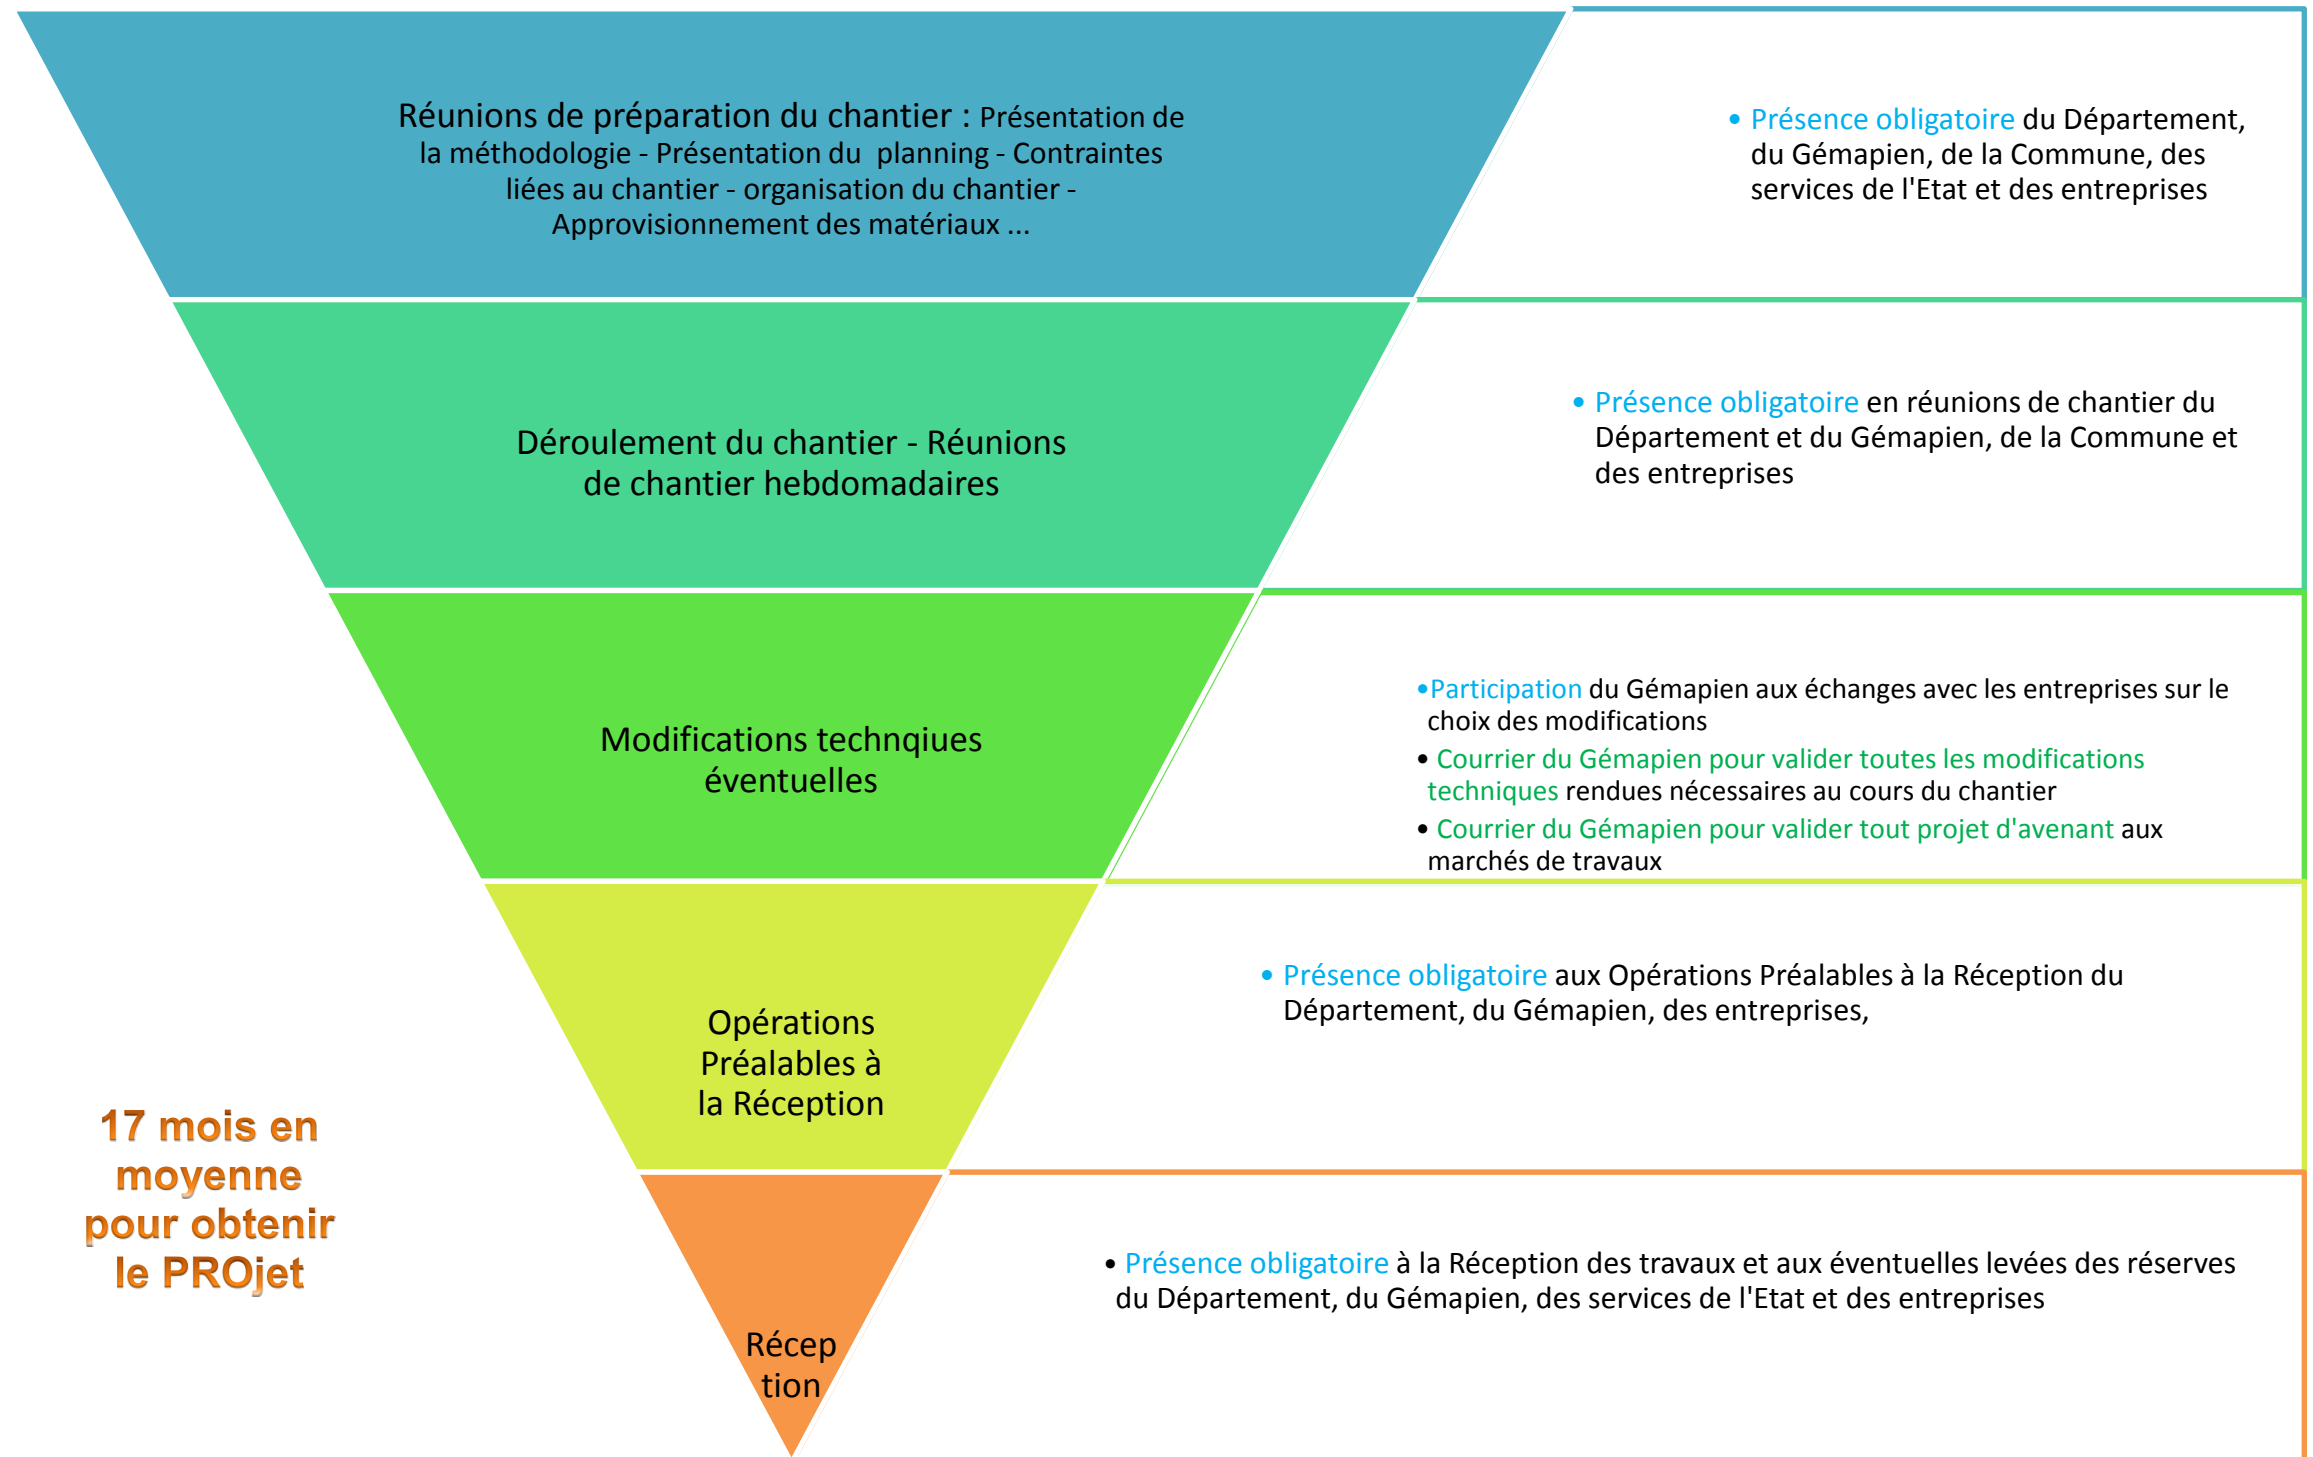 Réunions de préparation du chantier : Présentation de
la méthodologie - Présentation du  planning - Contraintes
liées au chantier - organisation du chantier -
Approvisionnement des matériaux ...
• Présence obligatoire du Département,
du Gémapien, de la Commune, des
services de l'Etat et des entreprises
Déroulement du chantier - Réunions
de chantier hebdomadaires
• Présence obligatoire en réunions de chantier du
Département et du Gémapien, de la Commune et
des entreprises
Modifications technqiues
éventuelles
•Participation du Gémapien aux échanges avec les entreprises sur le
choix des modifications
• Courrier du Gémapien pour valider toutes les modifications
techniques rendues nécessaires au cours du chantier
• Courrier du Gémapien pour valider tout projet d'avenant aux
marchés de travaux
Opérations
Préalables à
la Réception
• Présence obligatoire aux Opérations Préalables à la Réception du
Département, du Gémapien, des entreprises,
17 mois en
moyenne
pour obtenir
le PROjet
Récep
tion
• Présence obligatoire à la Réception des travaux et aux éventuelles levées des réserves
du Département, du Gémapien, des services de l'Etat et des entreprises